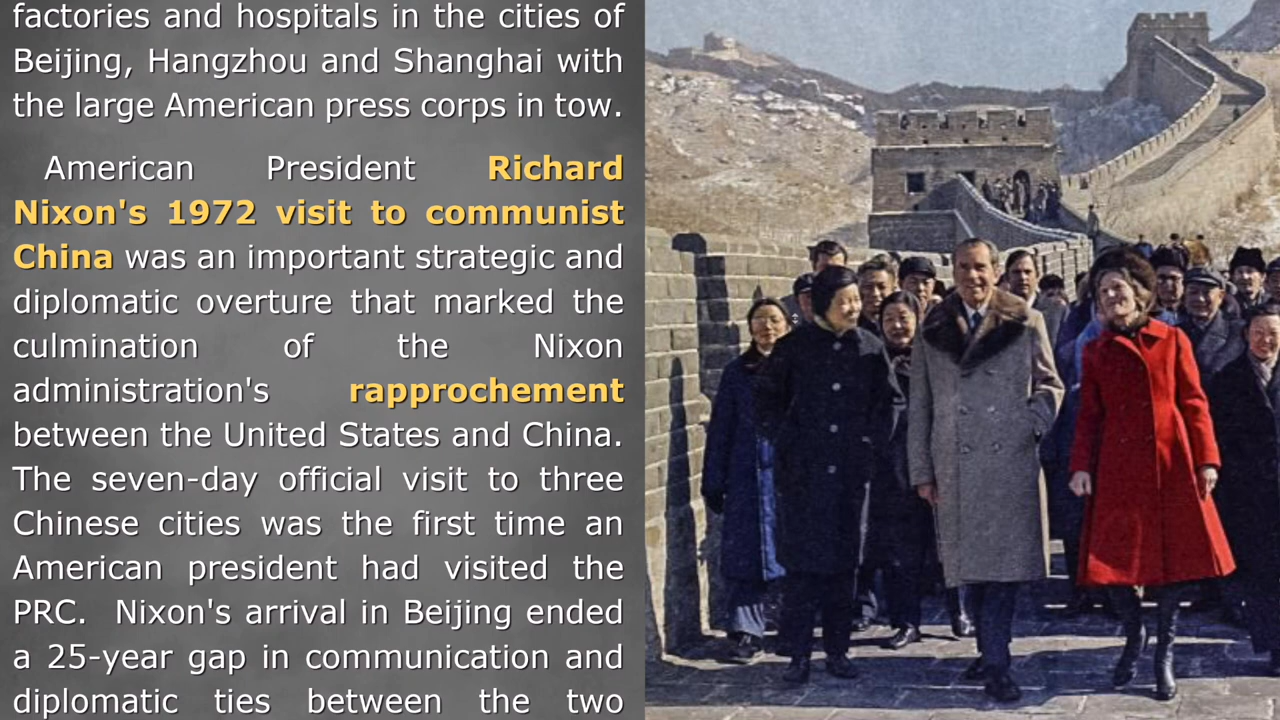 factories and hospitals in the cities of
Beijing, Hangzhou and Shanghai with
the large American press corps in tow.
American President Richard
Nixon's 1972 visit to communist
China was an important strategic and
diplomatic overture that marked the
culmination of the Nixon
administration's rapprochement
between the United States and China.
The seven-day official visit to three
Chinese cities was the first time an
American president had visited the
PRC.  Nixon's arrival in Beijing ended
a 25-year gap in communication and
diplomatic ties between the two